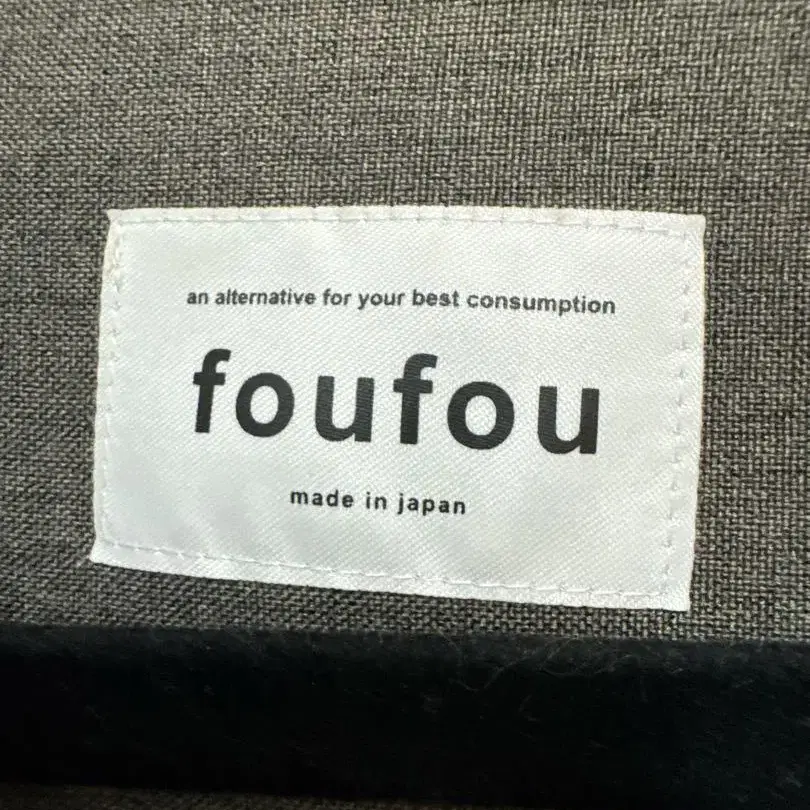 an alternative for your best consumption
foufou
made in japan